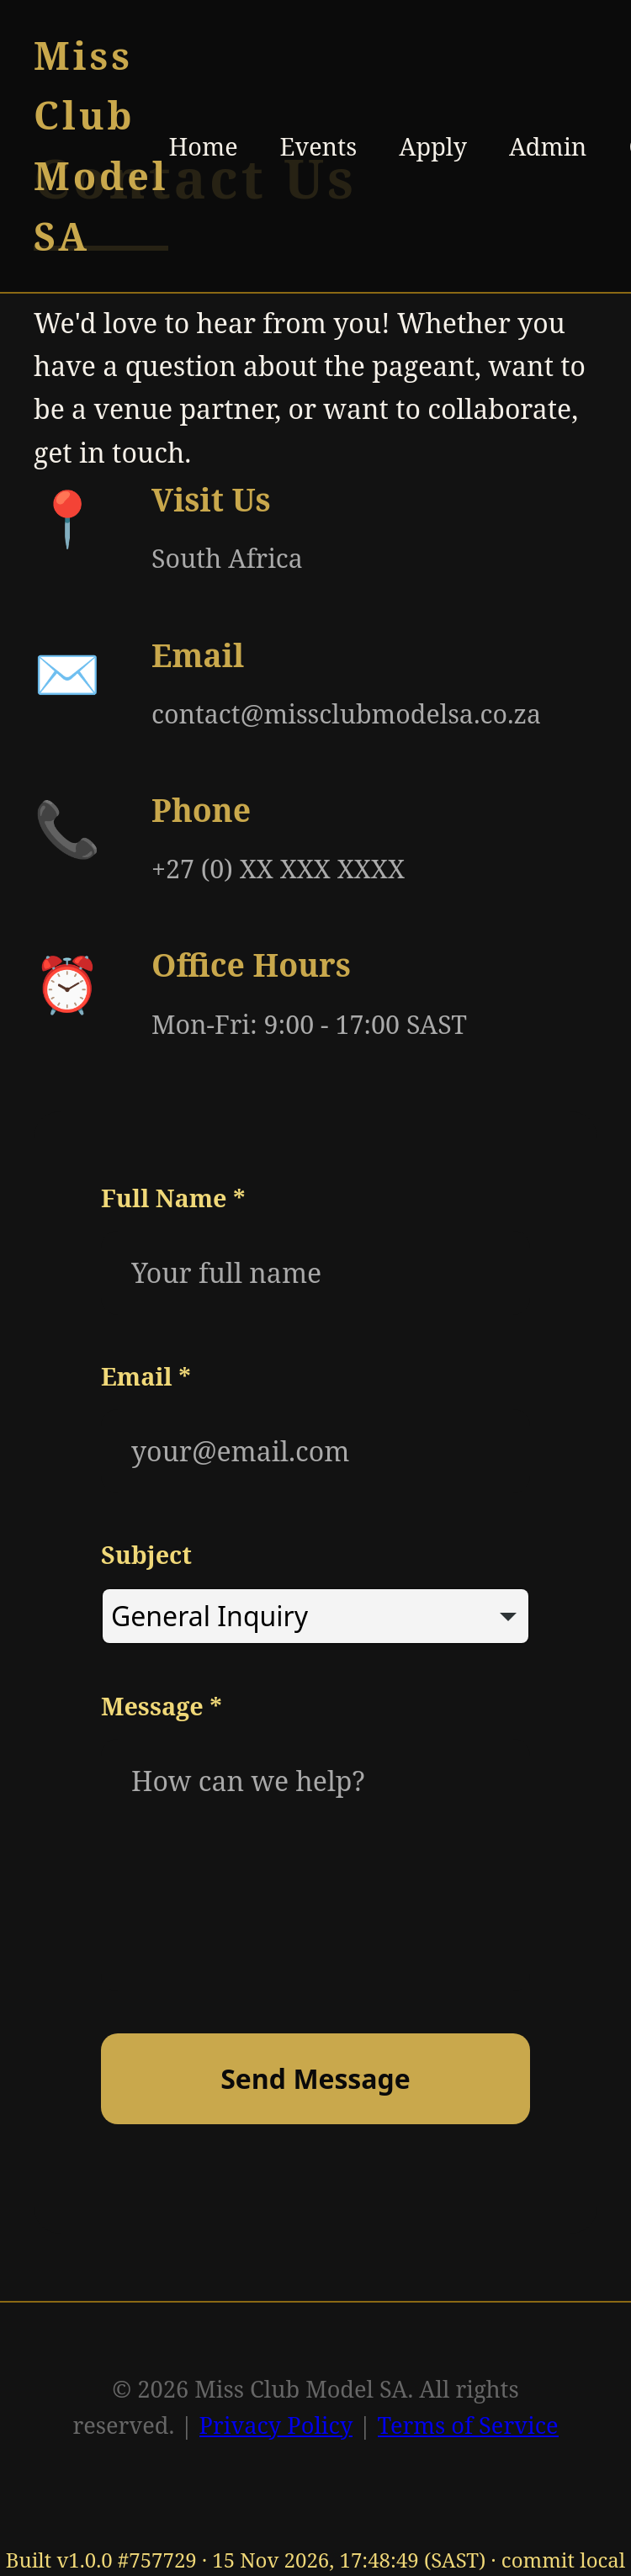 Miss
Club
Model
SA
Home Events Apply Admin
Contact Us
We'd love to hear from you! Whether you
have a question about the pageant, want to
be a venue partner, or want to collaborate,
get in touch.
Visit Us
South Africa
Email
contact@missclubmodelsa.co.za
Phone
+27 (0) XX XXX XXXX
Office Hours
Mon-Fri: 9:00 - 17:00 SAST
Full Name *
Your full name
Email *
your@email.com
Subject
General Inquiry
Message *
How can we help?
Send Message
© 2026 Miss Club Model SA. All rights
reserved. | Privacy Policy | Terms of Service
Built v1.0.0 #757729 · 15 Nov 2026, 17:48:49 (SAST) · commit local